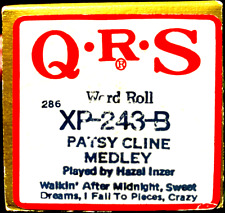 Q·R·S
®
286 Word Roll
XP-243-B
PATSY CLINE
MEDLEY
Played by Hazel Inzer
Walkin' After Midnight, Sweet
Dreams, I Fall To Pieces, Crazy